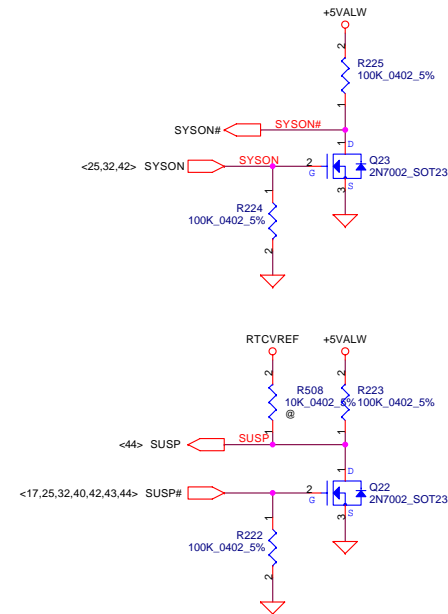 +5VALW
2
R225
100K_0402_5%
1
SYSON#
SYSON#
1
D
<25,32,42> SYSON
SYSON
2
G
Q23
2N7002_SOT23
S
3
1
R224
100K_0402_5%
2
RTCVREF
+5VALW
2
2
R508
10K_0402_5%
@
R223
100K_0402_5%
1
1
<44> SUSP
SUSP
1
D
<17,25,32,40,42,43,44> SUSP#
2
G
Q22
2N7002_SOT23
S
3
1
R222
100K_0402_5%
2